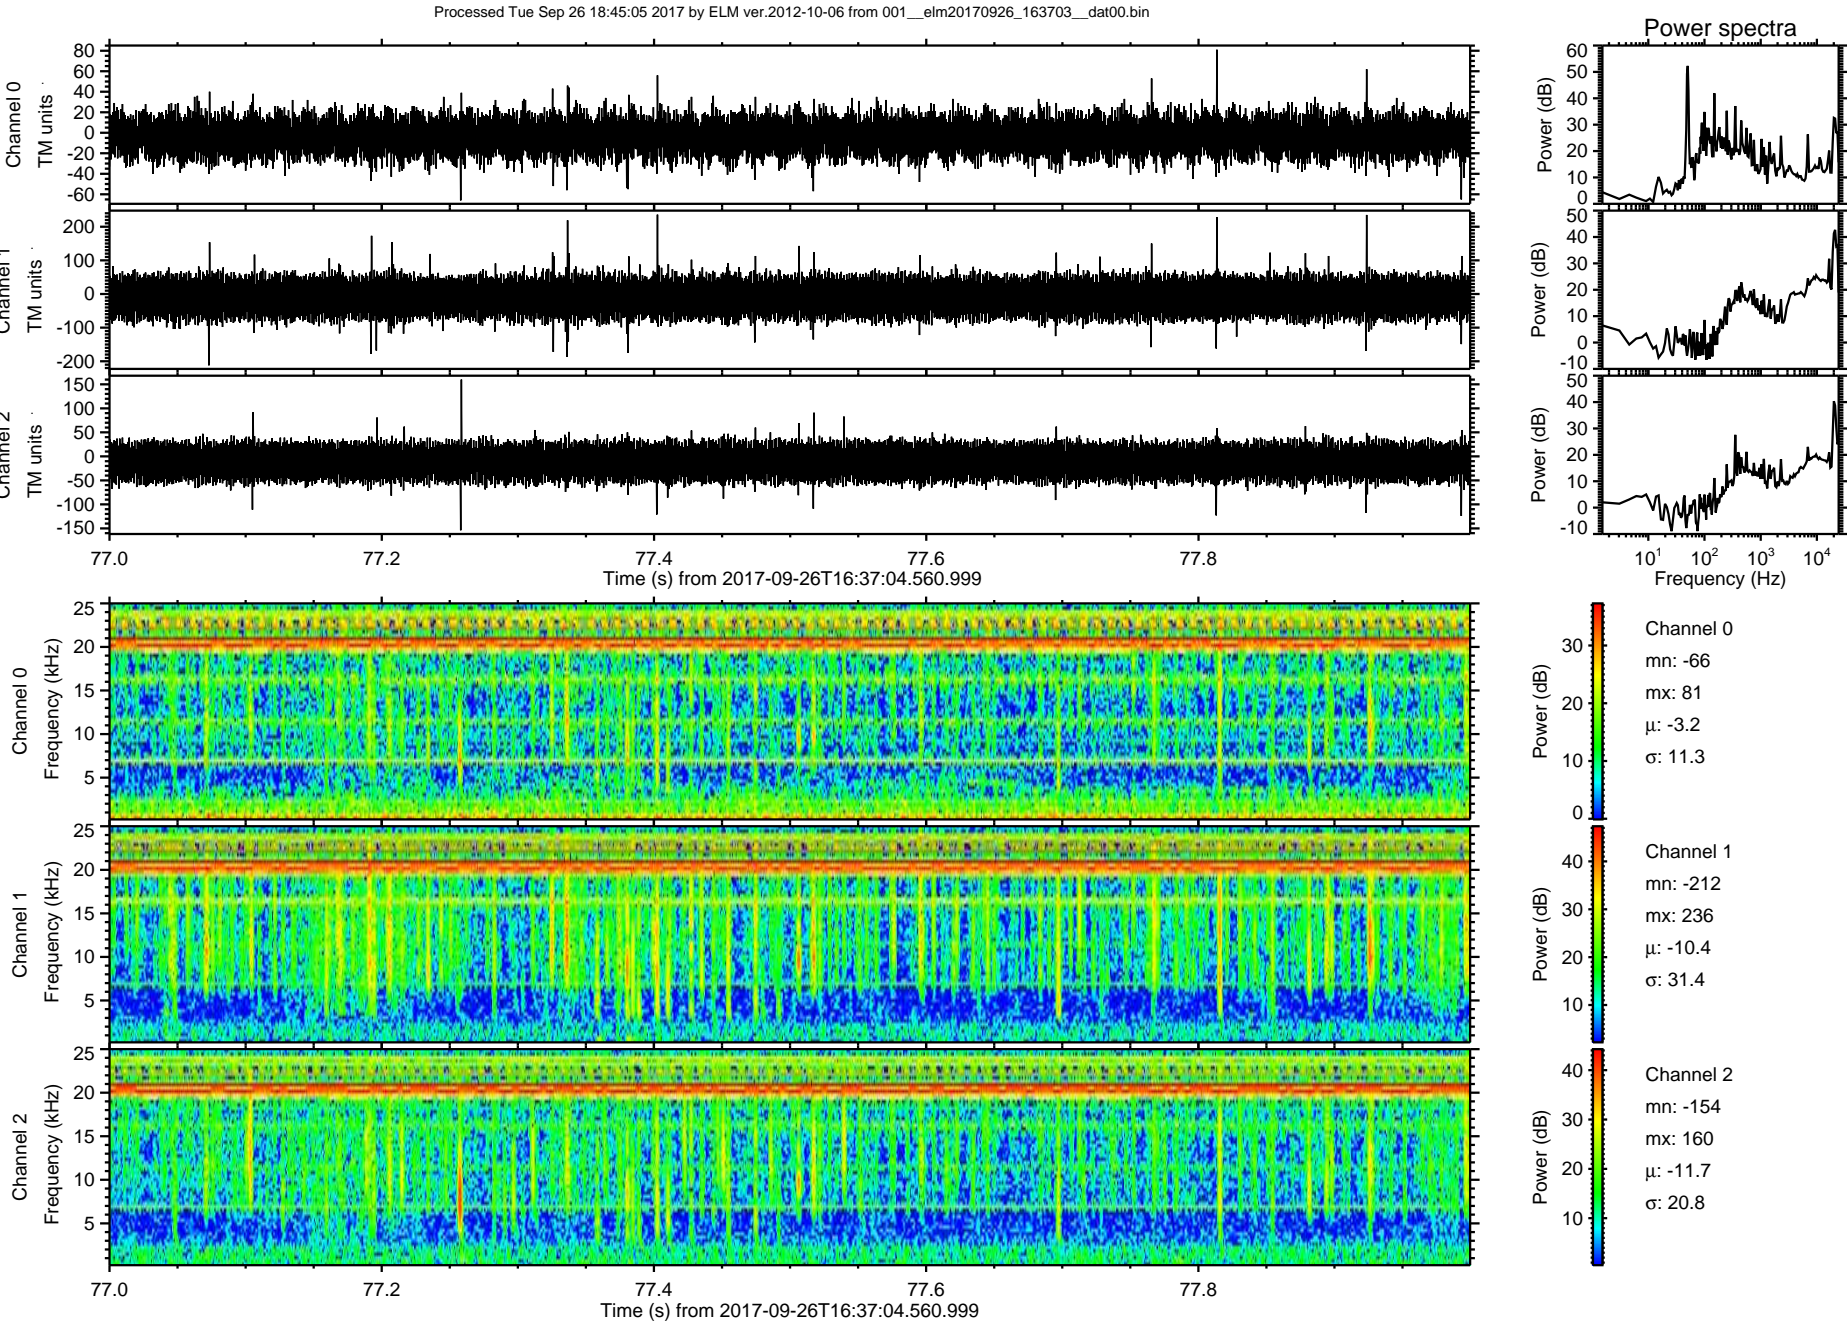 Processed Tue Sep 26 18:45:05 2017 by ELM ver.2012-10-06 from 001__elm20170926_163703__dat00.bin
Power spectra
Channel 0
TM units
80
60
40
20
0
-20
-40
-60
Power (dB)
60
50
40
30
20
10
0
Channel 1
TM units
200
100
0
-100
-200
Power (dB)
50
40
30
20
10
0
-10
Channel 2
TM units
150
100
50
0
-50
-100
-150
Power (dB)
50
40
30
20
10
0
-10
77.0 77.2 77.4 77.6 77.8
Time (s) from 2017-09-26T16:37:04.560.999
10¹ 10² 10³ 10⁴
Frequency (Hz)
Channel 0
Frequency (kHz)
25
20
15
10
5
Power (dB)
30
20
10
0
Channel 0
mn: -66
mx: 81
μ: -3.2
σ: 11.3
Channel 1
Frequency (kHz)
25
20
15
10
5
Power (dB)
40
30
20
10
Channel 1
mn: -212
mx: 236
μ: -10.4
σ: 31.4
Channel 2
Frequency (kHz)
25
20
15
10
5
Power (dB)
40
30
20
10
Channel 2
mn: -154
mx: 160
μ: -11.7
σ: 20.8
77.0 77.2 77.4 77.6 77.8
Time (s) from 2017-09-26T16:37:04.560.999